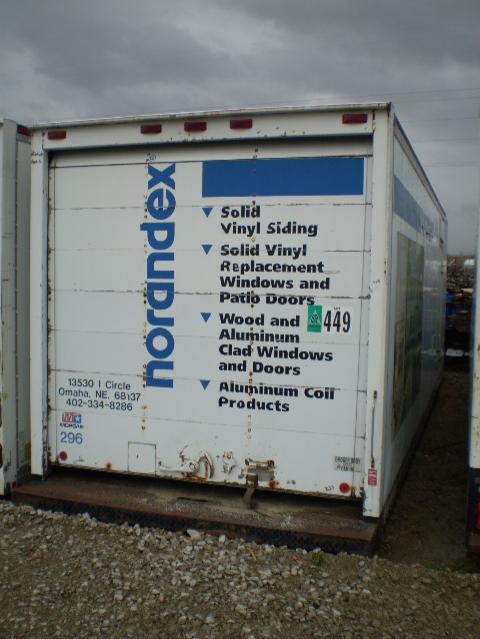 norandex
Solid
Vinyl Siding
Solid Vinyl
Replacement
Windows and
Patio Doors
Wood and
Aluminum
Clad Windows
and Doors
Aluminum Coil
Products
449
13530 I Circle
Omaha, NE. 68137
402-334-8286
MORGAN
296